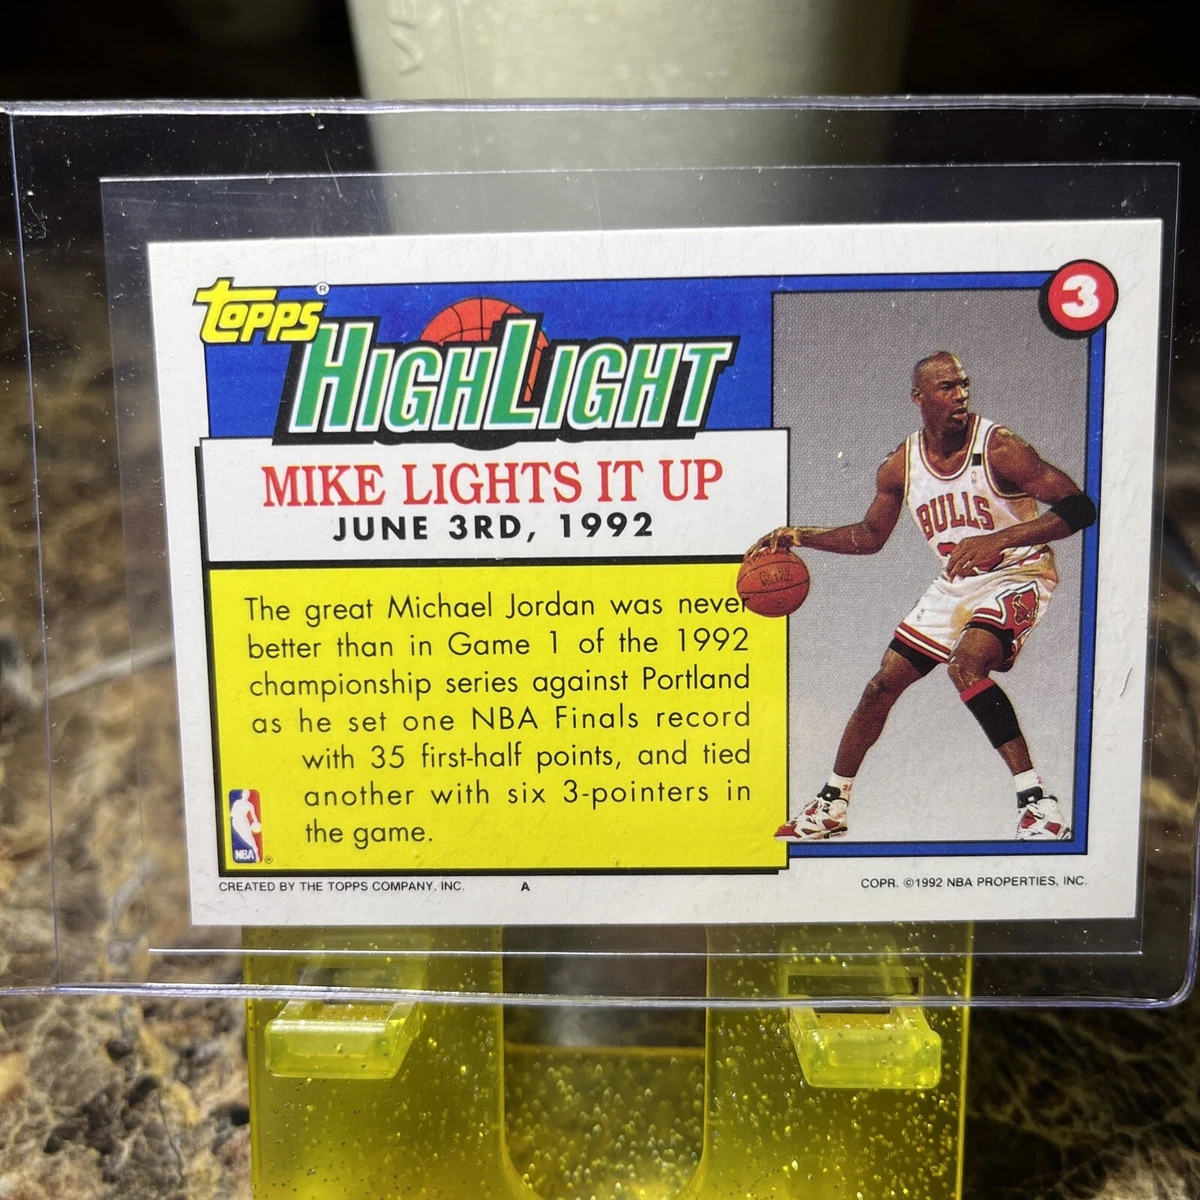 topps®
HIGHLIGHT
3
MIKE LIGHTS IT UP
JUNE 3RD, 1992
The great Michael Jordan was never
better than in Game 1 of the 1992
championship series against Portland
as he set one NBA Finals record
with 35 first-half points, and tied
another with six 3-pointers in
the game.
BULLS
NBA ®
CREATED BY THE TOPPS COMPANY, INC. A COPR. ©1992 NBA PROPERTIES, INC.